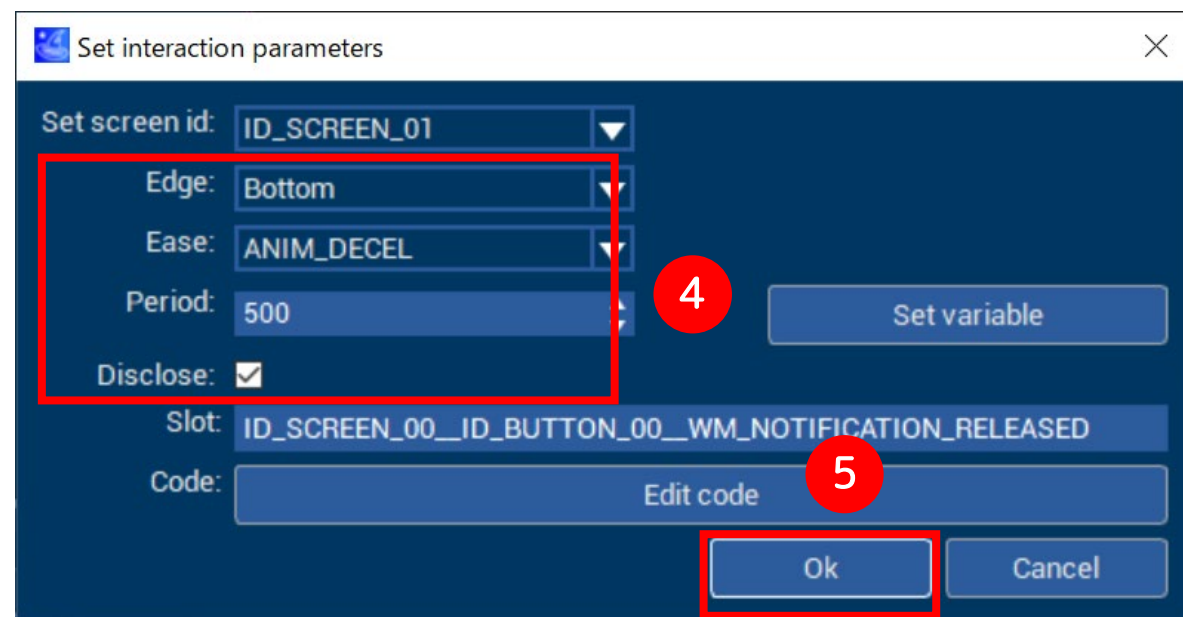 Set interaction parameters
Set screen id: ID_SCREEN_01
Edge: Bottom
Ease: ANIM_DECEL
Period: 500
4
Set variable
Disclose:
Slot: ID_SCREEN_00__ID_BUTTON_00__WM_NOTIFICATION_RELEASED
5
Code: Edit code
Ok Cancel